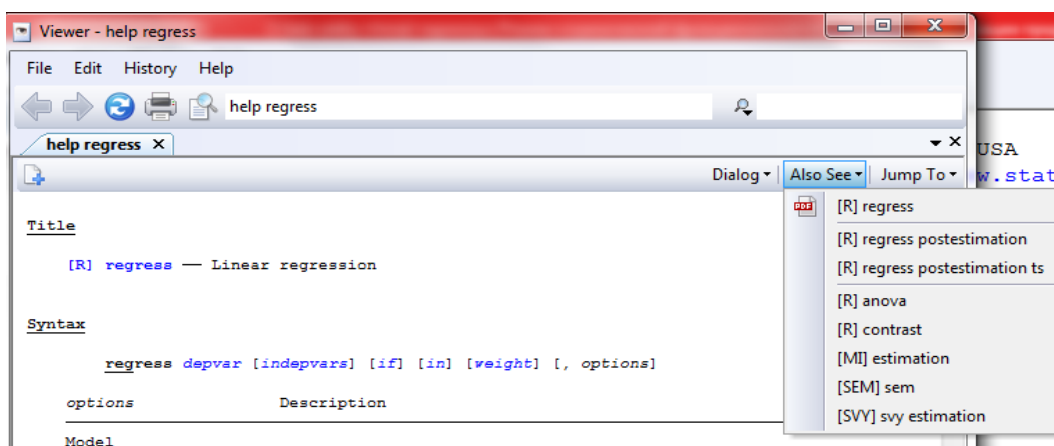 Viewer - help regress
File Edit History Help
help regress
help regress X
USA
Dialog Also See Jump To
w.stat
PDF [R] regress
Title
[R] regress postestimation
[R] regress — Linear regression
[R] regress postestimation ts
[R] anova
Syntax
[R] contrast
regress depvar [indepvars] [if] [in] [weight] [, options]
[MI] estimation
[SEM] sem
options Description
[SVY] svy estimation
Model